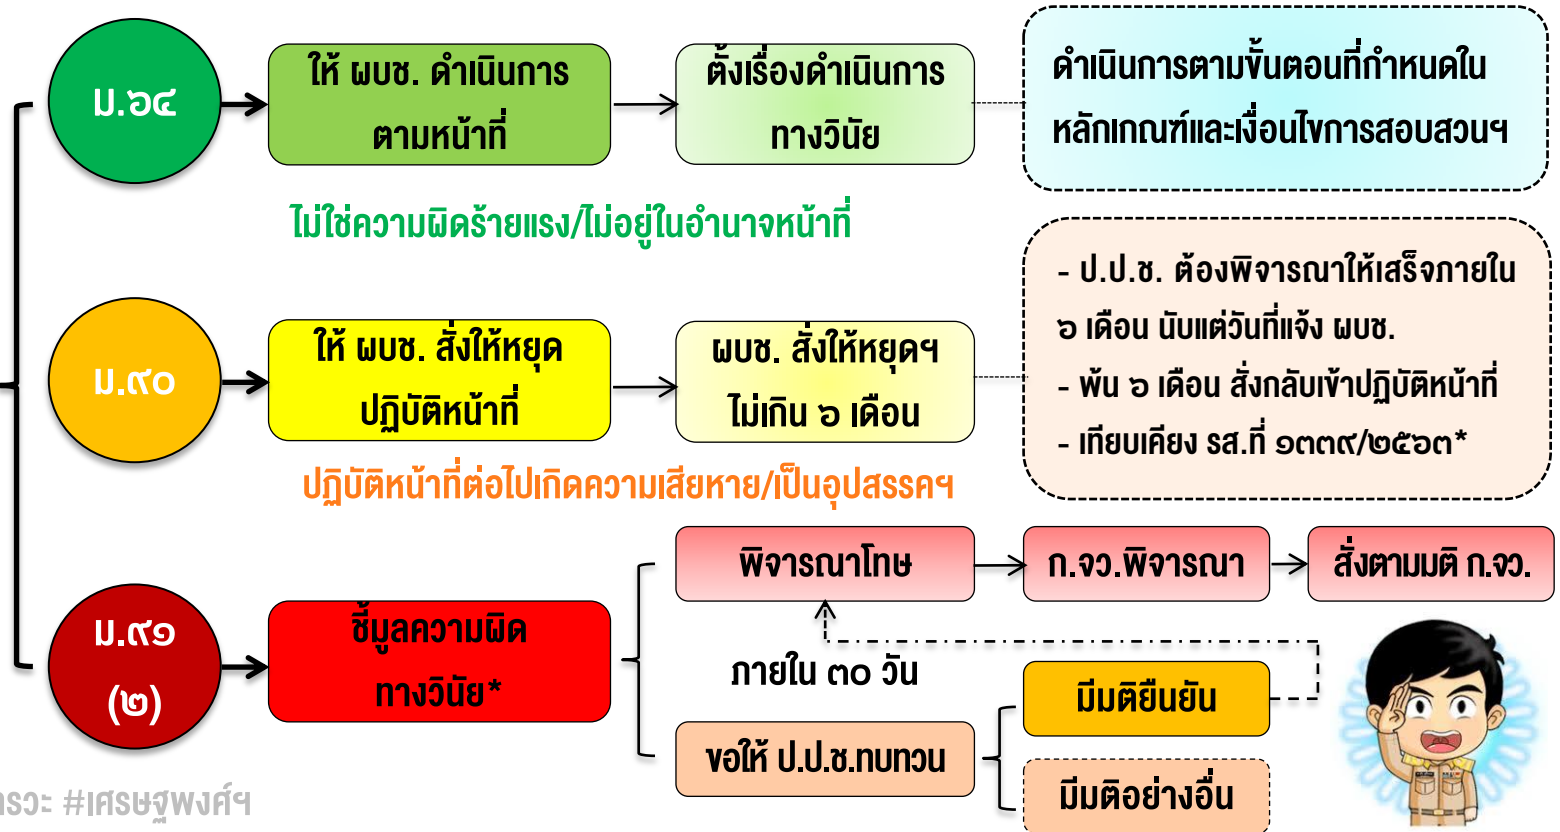 ม.๖๔
ให้ ผบช. ดำเนินการ
ตามหน้าที่
ตั้งเรื่องดำเนินการ
ทางวินัย
ดำเนินการตามขั้นตอนที่กำหนดใน
หลักเกณฑ์และเงื่อนไขการสอบสวนฯ
ไม่ใช่ความผิดร้ายแรง/ไม่อยู่ในอำนาจหน้าที่
ม.๙๐
ให้ ผบช. สั่งให้หยุด
ปฏิบัติหน้าที่
ผบช. สั่งให้หยุดฯ
ไม่เกิน ๖ เดือน
- ป.ป.ช. ต้องพิจารณาให้เสร็จภายใน
๖ เดือน นับแต่วันที่แจ้ง ผบช.
- พ้น ๖ เดือน สั่งกลับเข้าปฏิบัติหน้าที่
- เทียบเคียง รส.ที่ ๑๓๓๙/๒๕๖๓*
ปฏิบัติหน้าที่ต่อไปเกิดความเสียหาย/เป็นอุปสรรคฯ
ม.๙๑
(๒)
ชี้มูลความผิด
ทางวินัย*
พิจารณาโทษ
ก.จว.พิจารณา
สั่งตามมติ ก.จว.
ภายใน ๓๐ วัน
ขอให้ ป.ป.ช.ทบทวน
มีมติยืนยัน
มีมติอย่างอื่น
#เศรษฐพงศ์ฯ